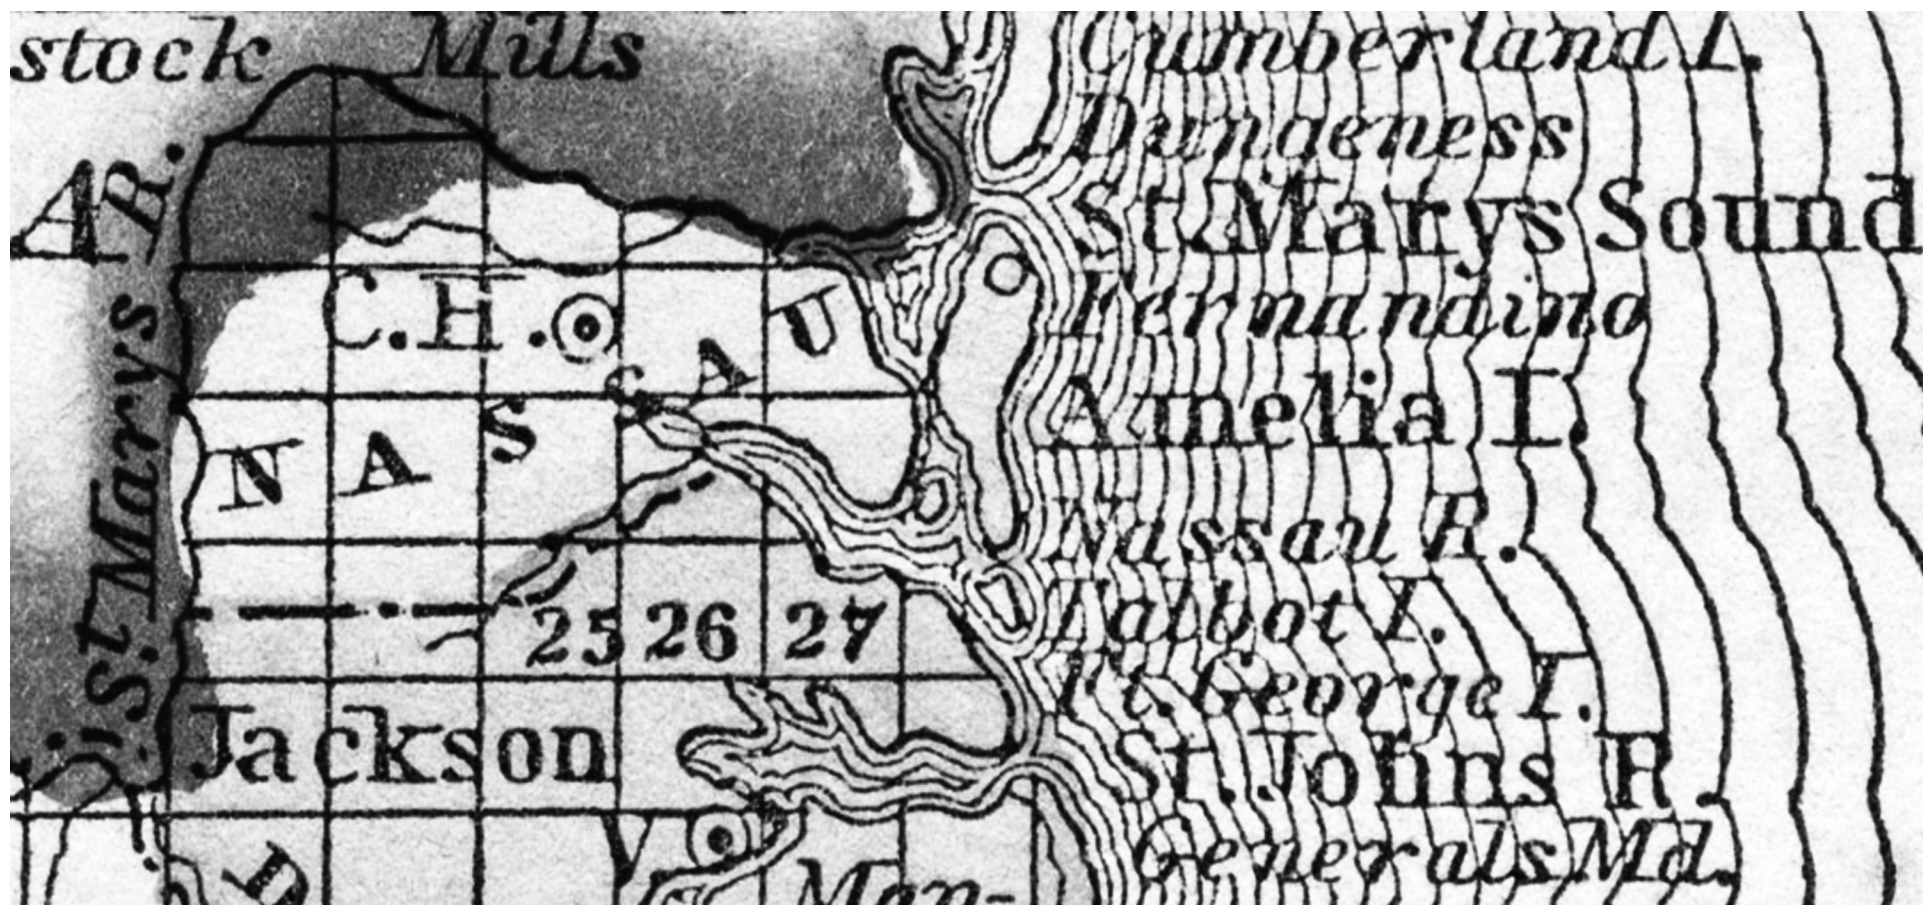 stock Mills
Cumberland I.
Dungeness
A
St Marys R.
St Marys Sound
Fernandino
C.H.
NASSAU
Amelia I.
Nassau R.
Talbot I.
25 26 27
Ft. George I.
Jackson
St. Johns R.
V
Generals Md.
D
Man-